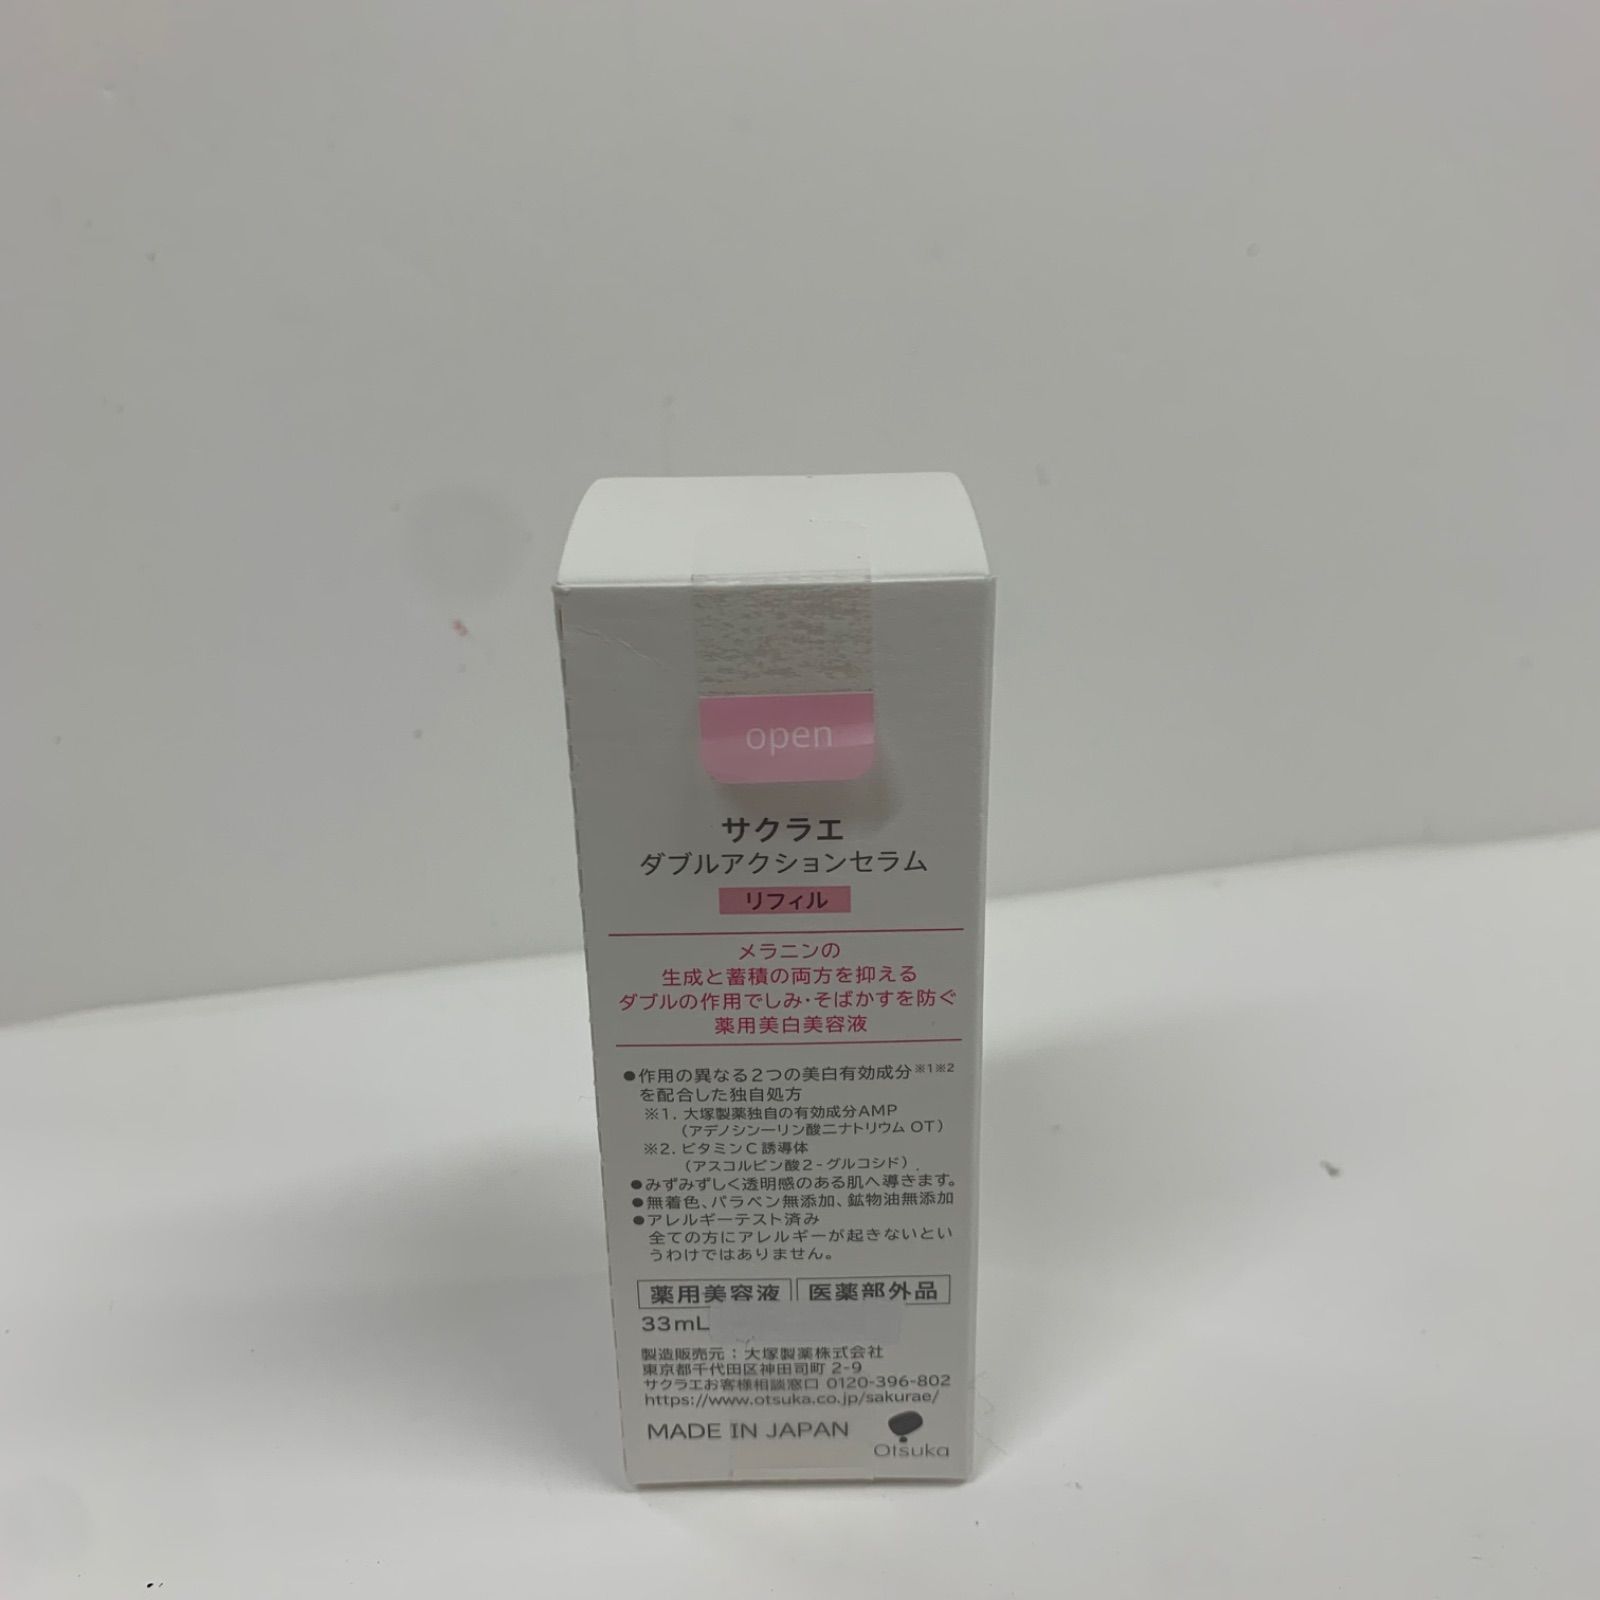 open
サクラエ
ダブルアクションセラム
リフィル
メラニンの
生成と蓄積の両方を抑える
ダブルの作用でしみ・そばかすを防ぐ
薬用美白美容液
●作用の異なる2つの美白有効成分※1※2
を配合した独自処方
※1. 大塚製薬独自の有効成分AMP
（アデノシン一リン酸二ナトリウム OT）
※2. ビタミンC誘導体
（アスコルビン酸2-グルコシド）
●みずみずしく透明感のある肌へ導きます。
●無着色、パラベン無添加、鉱物油無添加
●アレルギーテスト済み
全ての方にアレルギーが起きないとい
うわけではありません。
薬用美容液 医薬部外品
33mL
製造販売元：大塚製薬株式会社
東京都千代田区神田司町 2-9
サクラエお客様相談窓口 0120-396-802
https://www.otsuka.co.jp/sakurae/
MADE IN JAPAN
Otsuka